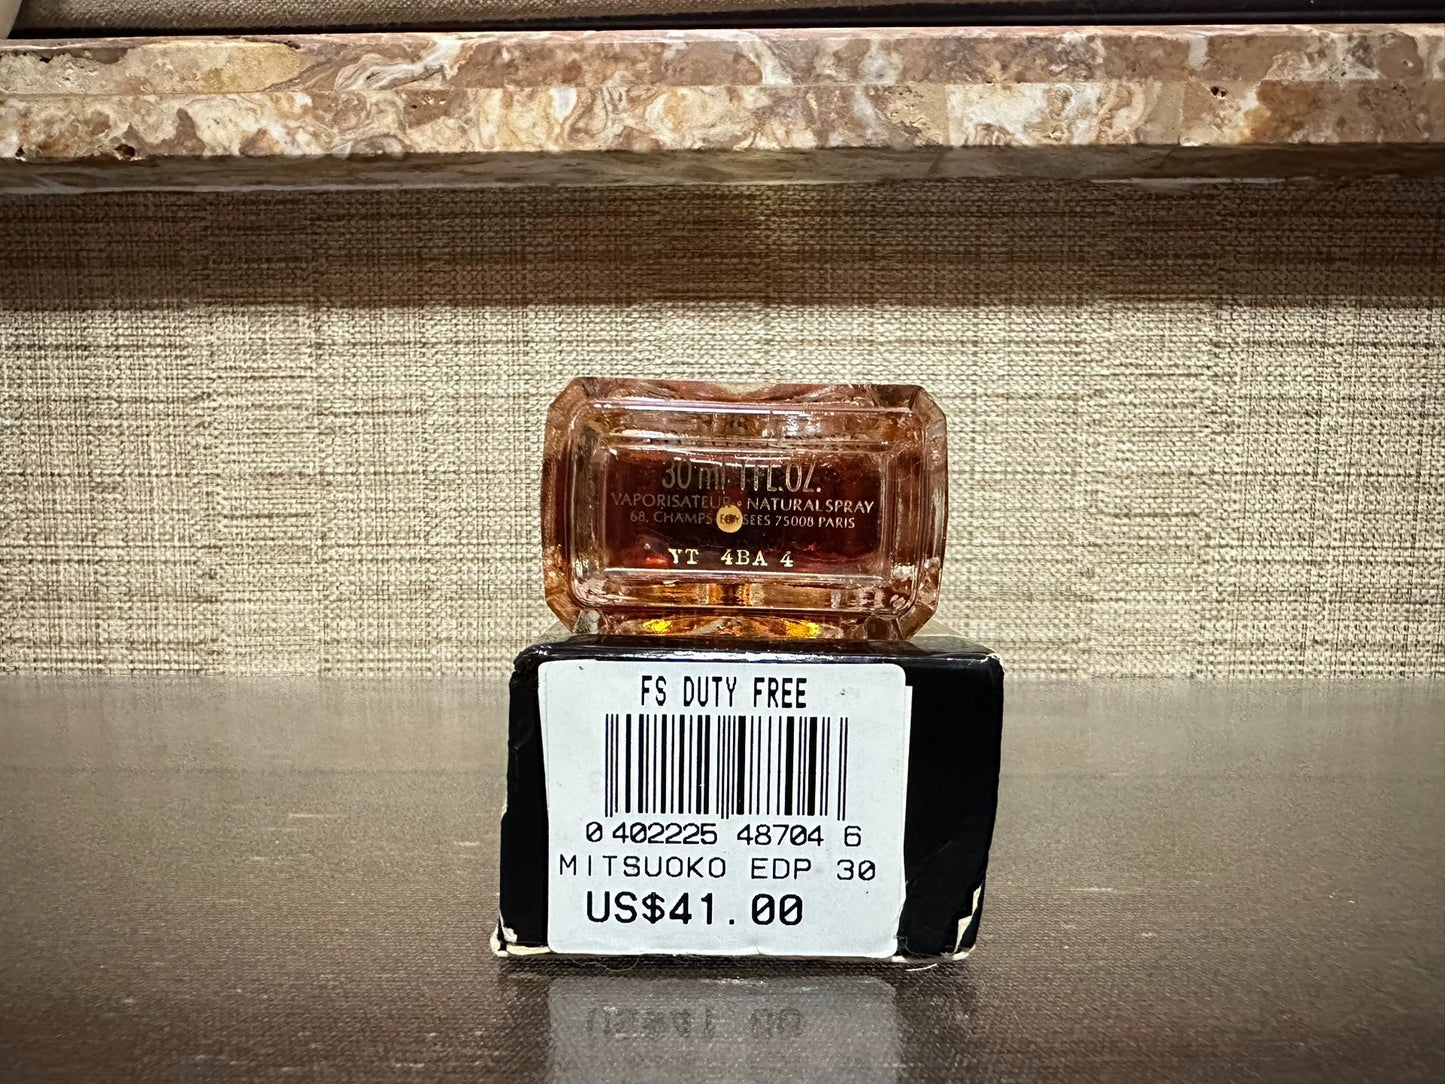 30 ml 1 FL.OZ.
VAPORISATEUR • NATURAL SPRAY
68, CHAMPS SEES 75008 PARIS
YT 4BA 4
FS DUTY FREE
0 402225 48704 6
MITSUOKO EDP 30
US$41.00